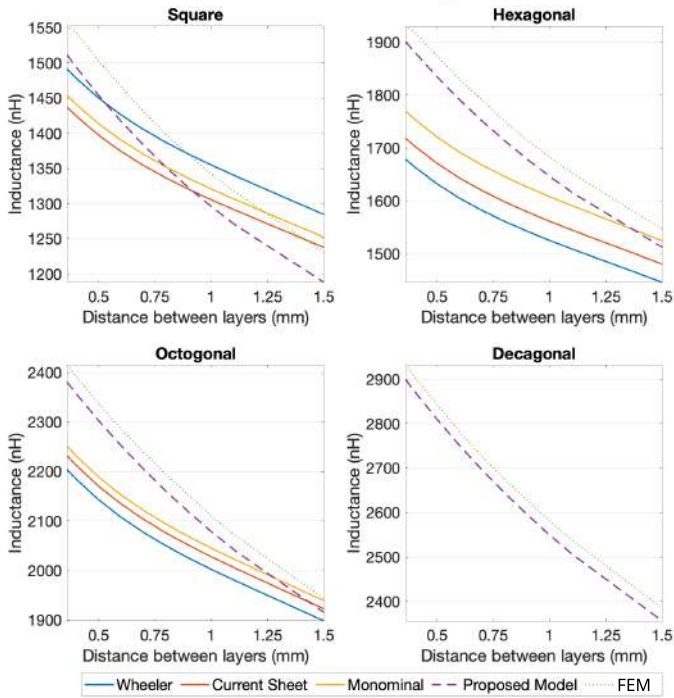 Square
Hexagonal
1550
1500
1450
1400
1350
1300
1250
1200
Inductance (nH)
0.5 0.75 1 1.25 1.5
Distance between layers (mm)
1900
1800
1700
1600
1500
Inductance (nH)
0.5 0.75 1 1.25 1.5
Distance between layers (mm)
Octogonal
Decagonal
2400
2300
2200
2100
2000
1900
Inductance (nH)
0.5 0.75 1 1.25 1.5
Distance between layers (mm)
2900
2800
2700
2600
2500
2400
Inductance (nH)
0.5 0.75 1 1.25 1.5
Distance between layers (mm)
Wheeler Current Sheet Monominal Proposed Model FEM